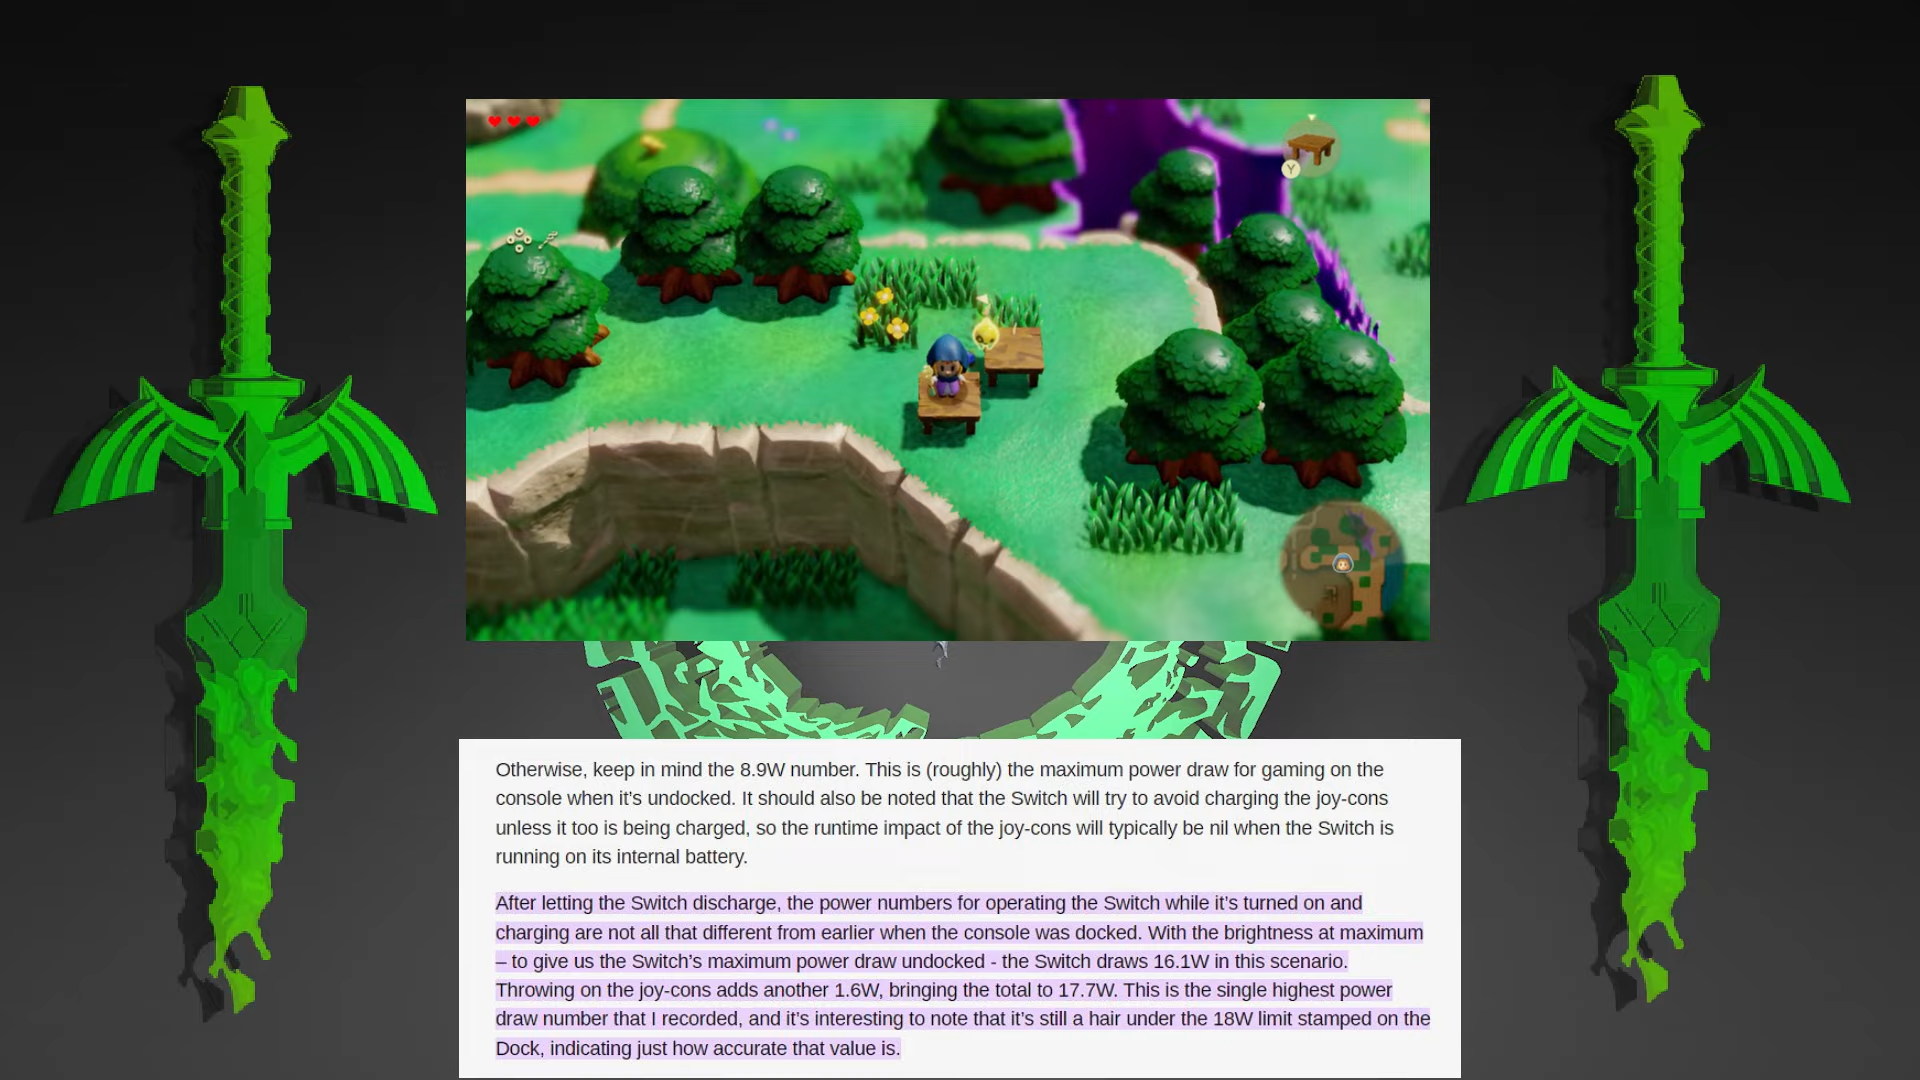 Y
Otherwise, keep in mind the 8.9W number. This is (roughly) the maximum power draw for gaming on the
console when it’s undocked. It should also be noted that the Switch will try to avoid charging the joy-cons
unless it too is being charged, so the runtime impact of the joy-cons will typically be nil when the Switch is
running on its internal battery.
After letting the Switch discharge, the power numbers for operating the Switch while it’s turned on and
charging are not all that different from earlier when the console was docked. With the brightness at maximum
– to give us the Switch’s maximum power draw undocked - the Switch draws 16.1W in this scenario.
Throwing on the joy-cons adds another 1.6W, bringing the total to 17.7W. This is the single highest power
draw number that I recorded, and it’s interesting to note that it’s still a hair under the 18W limit stamped on the
Dock, indicating just how accurate that value is.